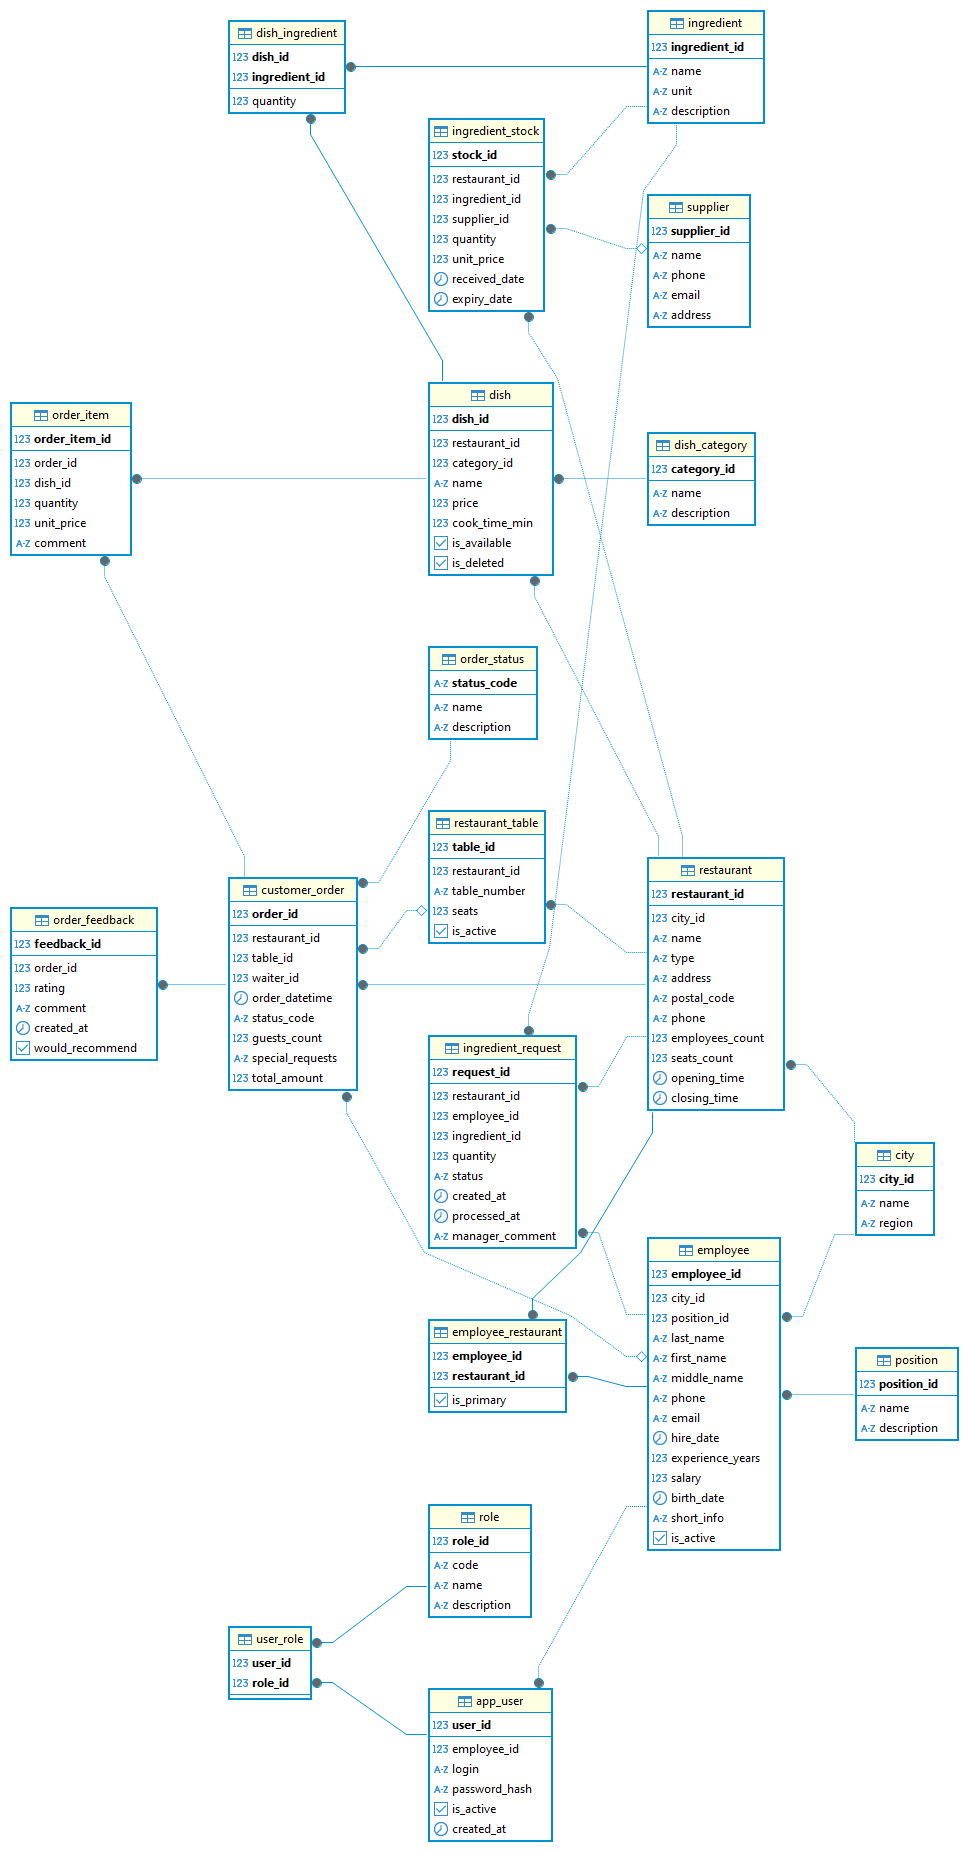 dish_ingredient
123 dish_id
123 ingredient_id
123 quantity
ingredient
123 ingredient_id
A-Z name
A-Z unit
A-Z description
ingredient_stock
123 stock_id
123 restaurant_id
123 ingredient_id
123 supplier_id
123 quantity
123 unit_price
received_date
expiry_date
supplier
123 supplier_id
A-Z name
A-Z phone
A-Z email
A-Z address
dish
123 dish_id
123 restaurant_id
123 category_id
A-Z name
123 price
123 cook_time_min
is_available
is_deleted
order_item
123 order_item_id
123 order_id
123 dish_id
123 quantity
123 unit_price
A-Z comment
dish_category
123 category_id
A-Z name
A-Z description
order_status
A-Z status_code
A-Z name
A-Z description
restaurant_table
123 table_id
123 restaurant_id
A-Z table_number
123 seats
is_active
restaurant
123 restaurant_id
123 city_id
A-Z name
A-Z type
A-Z address
A-Z postal_code
A-Z phone
123 employees_count
123 seats_count
opening_time
closing_time
customer_order
123 order_id
123 restaurant_id
123 table_id
123 waiter_id
order_datetime
A-Z status_code
123 guests_count
A-Z special_requests
123 total_amount
order_feedback
123 feedback_id
123 order_id
123 rating
A-Z comment
created_at
would_recommend
ingredient_request
123 request_id
123 restaurant_id
123 employee_id
123 ingredient_id
123 quantity
A-Z status
created_at
processed_at
A-Z manager_comment
city
123 city_id
A-Z name
A-Z region
employee
123 employee_id
123 city_id
123 position_id
A-Z last_name
A-Z first_name
A-Z middle_name
A-Z phone
A-Z email
hire_date
123 experience_years
123 salary
birth_date
A-Z short_info
is_active
employee_restaurant
123 employee_id
123 restaurant_id
is_primary
position
123 position_id
A-Z name
A-Z description
role
123 role_id
A-Z code
A-Z name
A-Z description
user_role
123 user_id
123 role_id
app_user
123 user_id
123 employee_id
A-Z login
A-Z password_hash
is_active
created_at